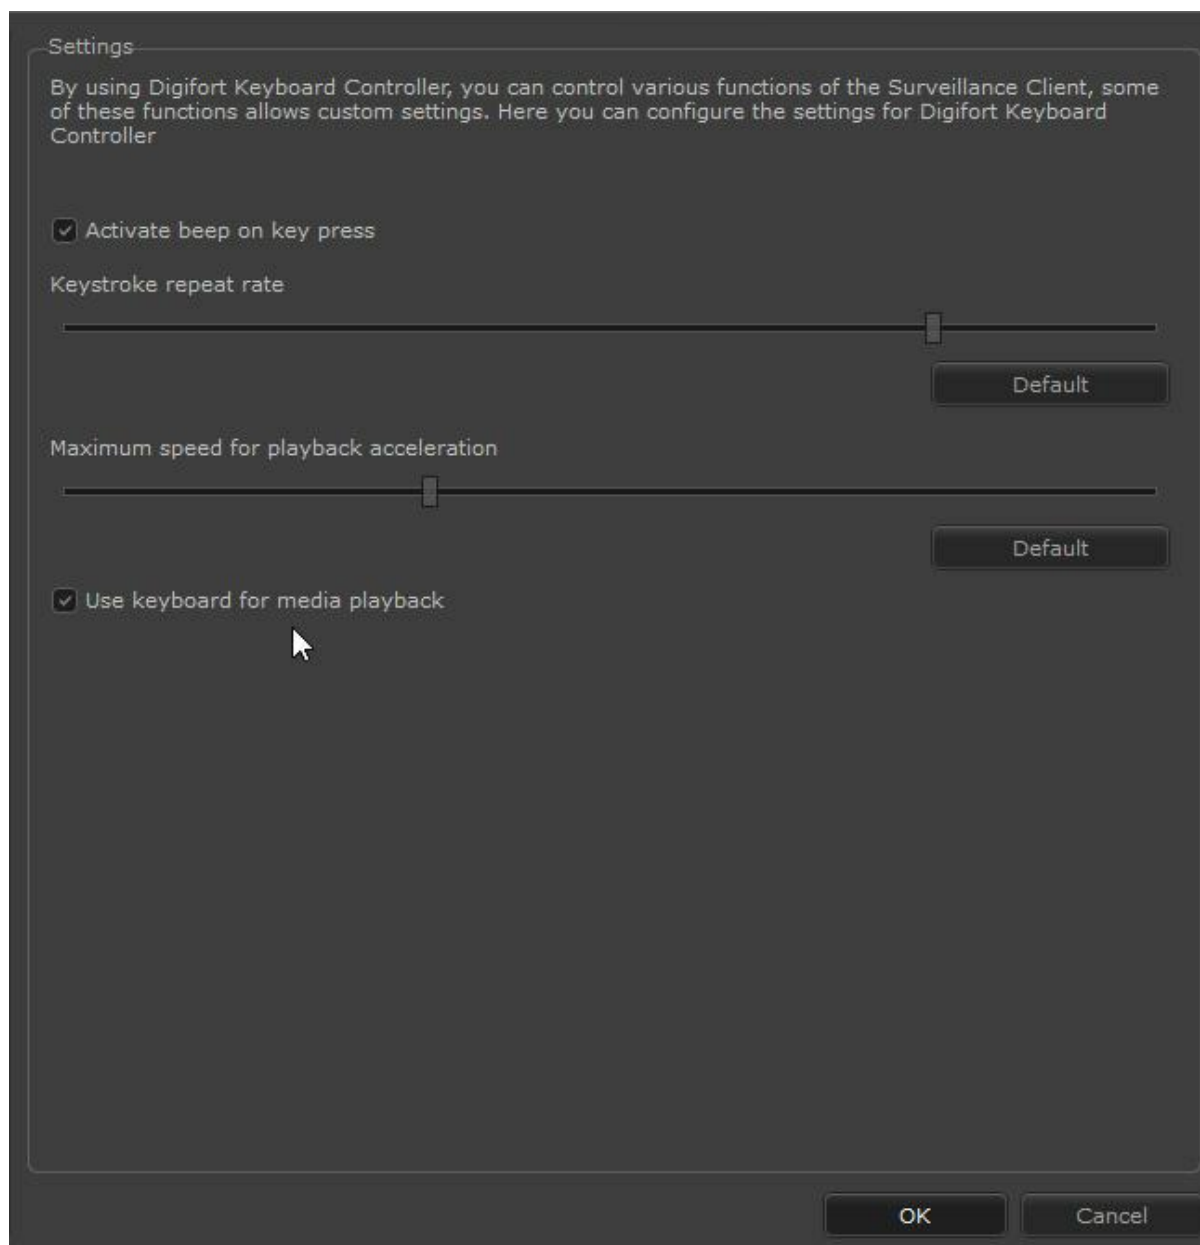 Settings
By using Digifort Keyboard Controller, you can control various functions of the Surveillance Client, some
of these functions allows custom settings. Here you can configure the settings for Digifort Keyboard
Controller
Activate beep on key press
Keystroke repeat rate
Default
Maximum speed for playback acceleration
Default
Use keyboard for media playback
OK
Cancel